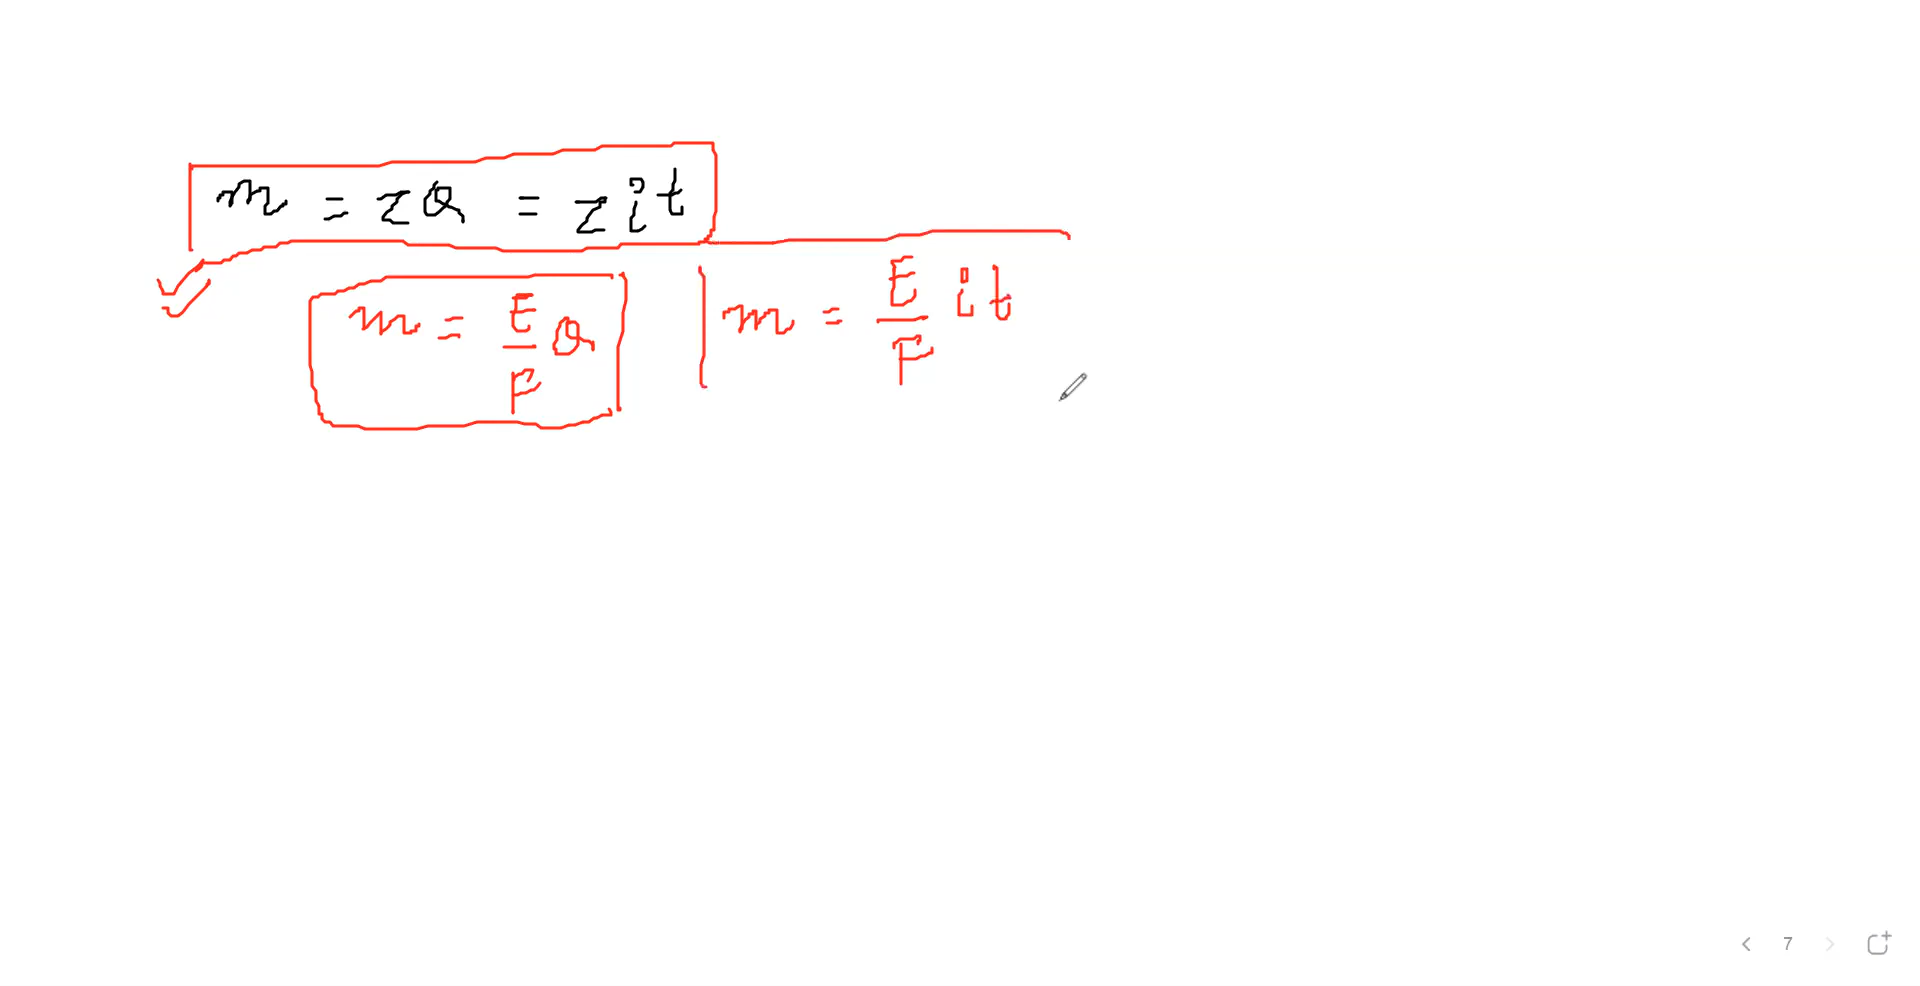 m = zQ = zit
m = E/F Q | m = E/F it
7